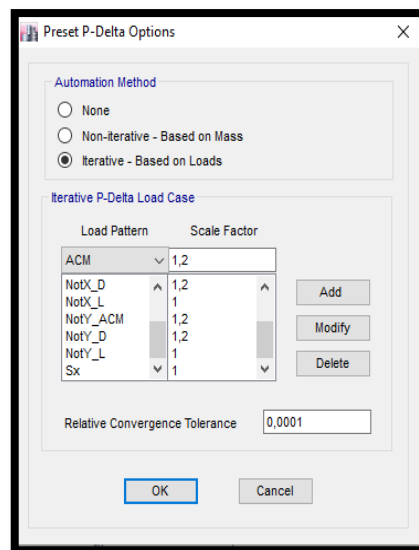 Preset P-Delta Options
Automation Method
None
Non-iterative - Based on Mass
Iterative - Based on Loads
Iterative P-Delta Load Case
Load Pattern Scale Factor
ACM 1,2
NotX_D 1,2
NotX_L 1
NotY_ACM 1,2
NotY_D 1,2
NotY_L 1
Sx 1
Add
Modify
Delete
Relative Convergence Tolerance 0,0001
OK Cancel